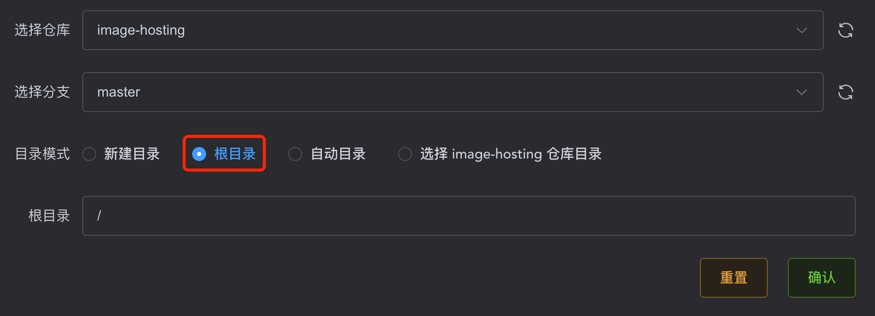 选择仓库 image-hosting
选择分支 master
目录模式 新建目录 根目录 自动目录 选择 image-hosting 仓库目录
根目录 /
重置 确认